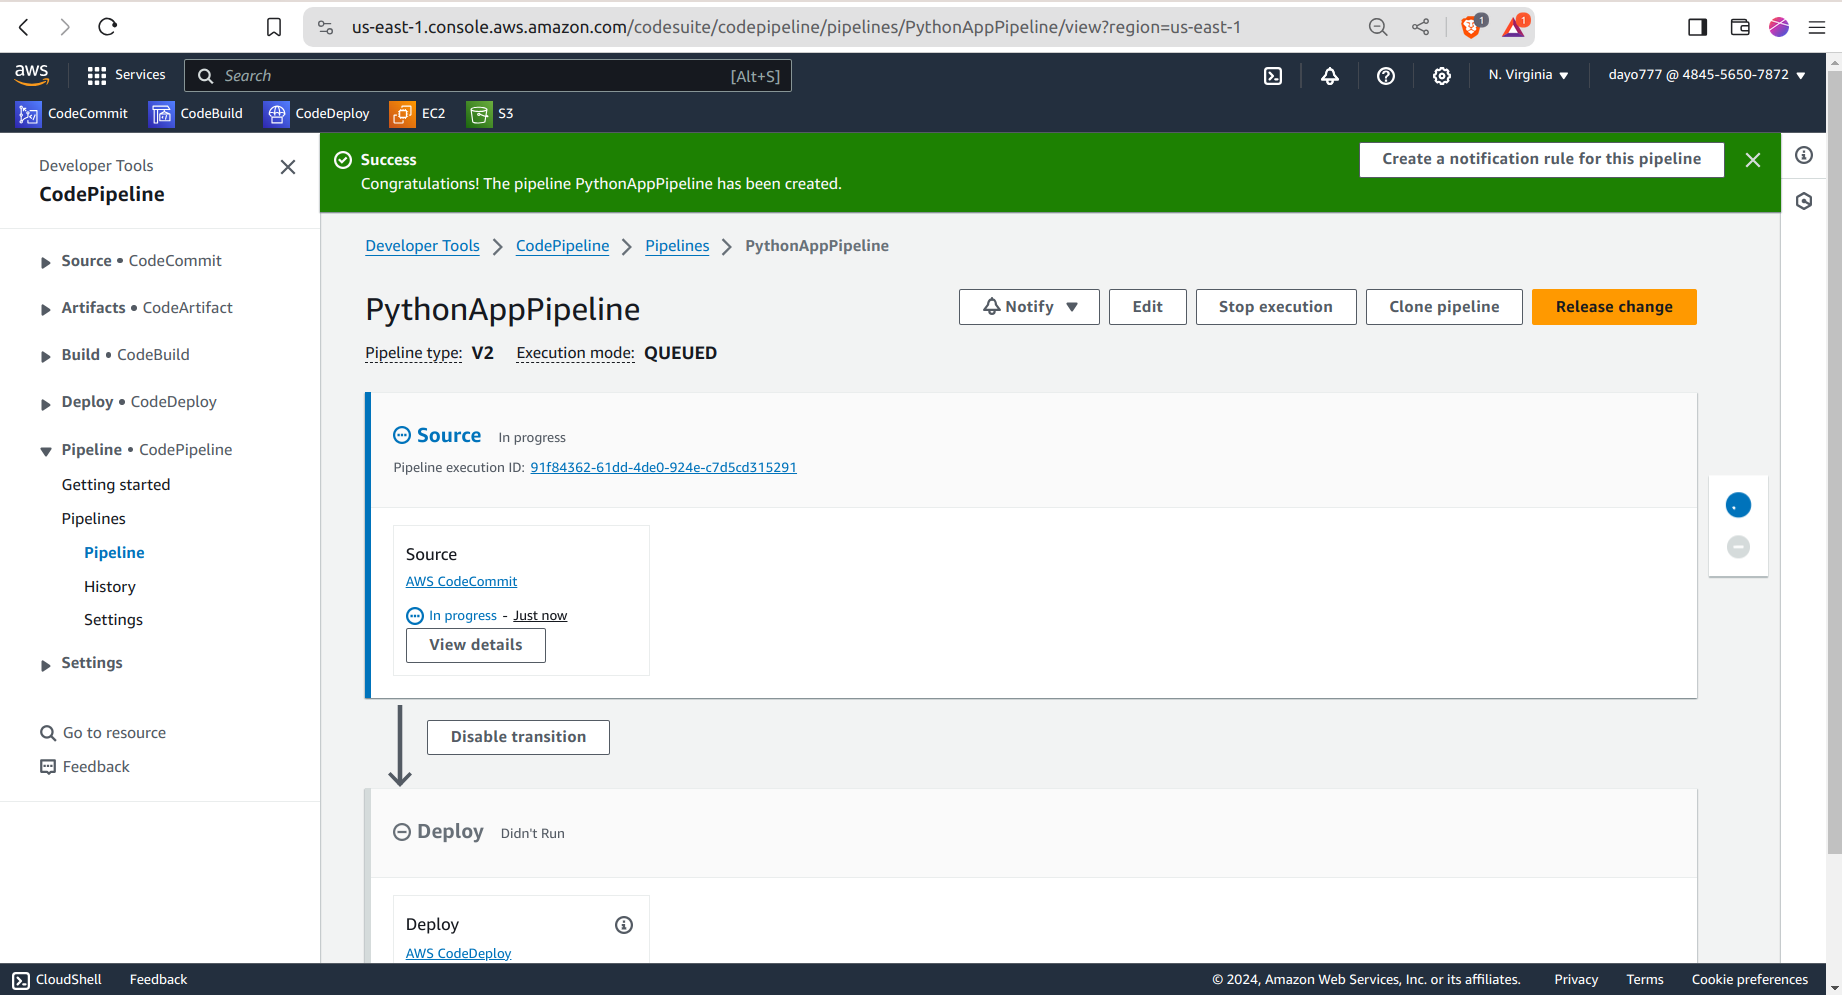 us-east-1.console.aws.amazon.com/codesuite/codepipeline/pipelines/PythonAppPipeline/view?region=us-east-1
1
1
aws
Services
Search
[Alt+S]
N. Virginia
dayo777 @ 4845-5650-7872
CodeCommit
CodeBuild
CodeDeploy
EC2
S3
Developer Tools
CodePipeline
Source • CodeCommit
Artifacts • CodeArtifact
Build • CodeBuild
Deploy • CodeDeploy
Pipeline • CodePipeline
Getting started
Pipelines
Pipeline
History
Settings
Settings
Go to resource
Feedback
Success
Congratulations! The pipeline PythonAppPipeline has been created.
Create a notification rule for this pipeline
Developer Tools
CodePipeline
Pipelines
PythonAppPipeline
PythonAppPipeline
Notify
Edit
Stop execution
Clone pipeline
Release change
Pipeline type: V2 Execution mode: QUEUED
Source In progress
Pipeline execution ID: 91f84362-61dd-4de0-924e-c7d5cd315291
Source
AWS CodeCommit
In progress - Just now
View details
Disable transition
Deploy Didn't Run
Deploy
AWS CodeDeploy
CloudShell
Feedback
© 2024, Amazon Web Services, Inc. or its affiliates.
Privacy
Terms
Cookie preferences